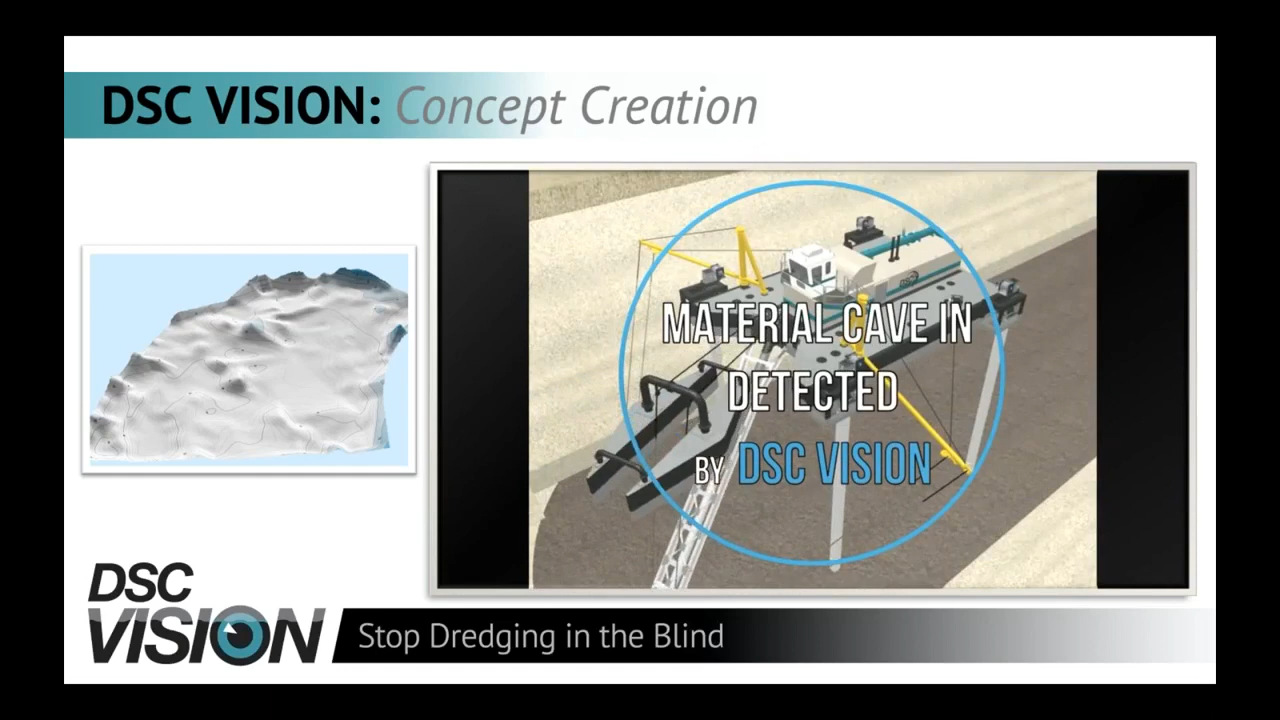 DSC VISION: Concept Creation
MATERIAL CAVE IN
DETECTED
BY DSC VISION
DSC
VISION
Stop Dredging in the Blind